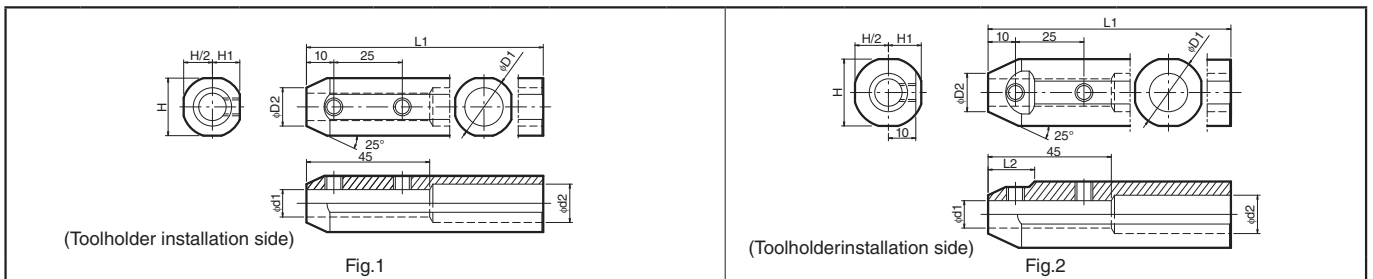 L1
10
25
H/2
H1
φD1
H
φD2
25°
45
φd1
φd2
(Toolholder installation side)
Fig.1
L1
10
25
H/2
H1
φD1
H
φD2
10
25°
45
L2
φd1
φd2
(Toolholderinstallation side)
Fig.2